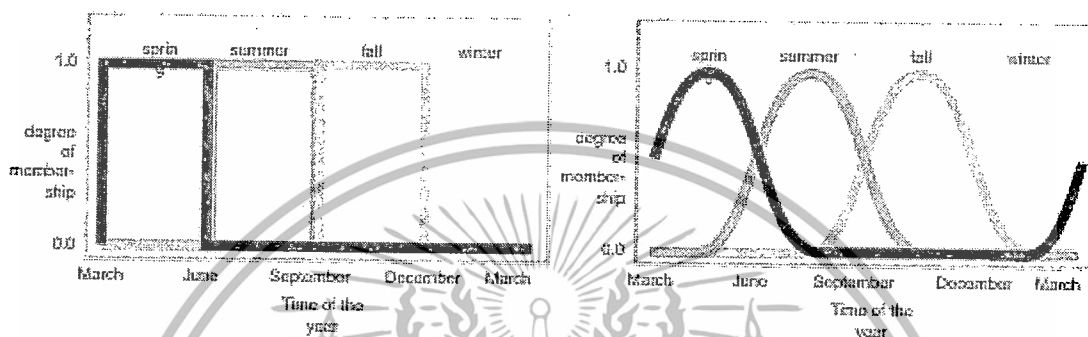 sprin
g
summer
fall
winter
1.0
degree
of
member-
ship
0.0
March
June
September
December
March
Time of the
year
sprin
g
summer
fall
winter
1.0
degree
of
member-
ship
0.0
March
June
September
December
March
Time of the
year